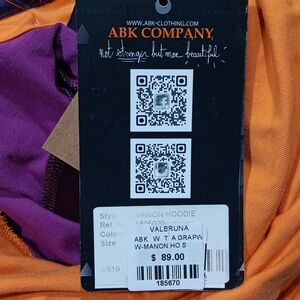 WWW.ABK-CLOTHING.COM
ABK COMPANY
not stronger but more beautiful
Style MANON HOODIE
Ref.
Colour
Size
SS19
VALBRUNA
ABK W T A GRAPW
W-MANON HO S
$ 89.00
185670